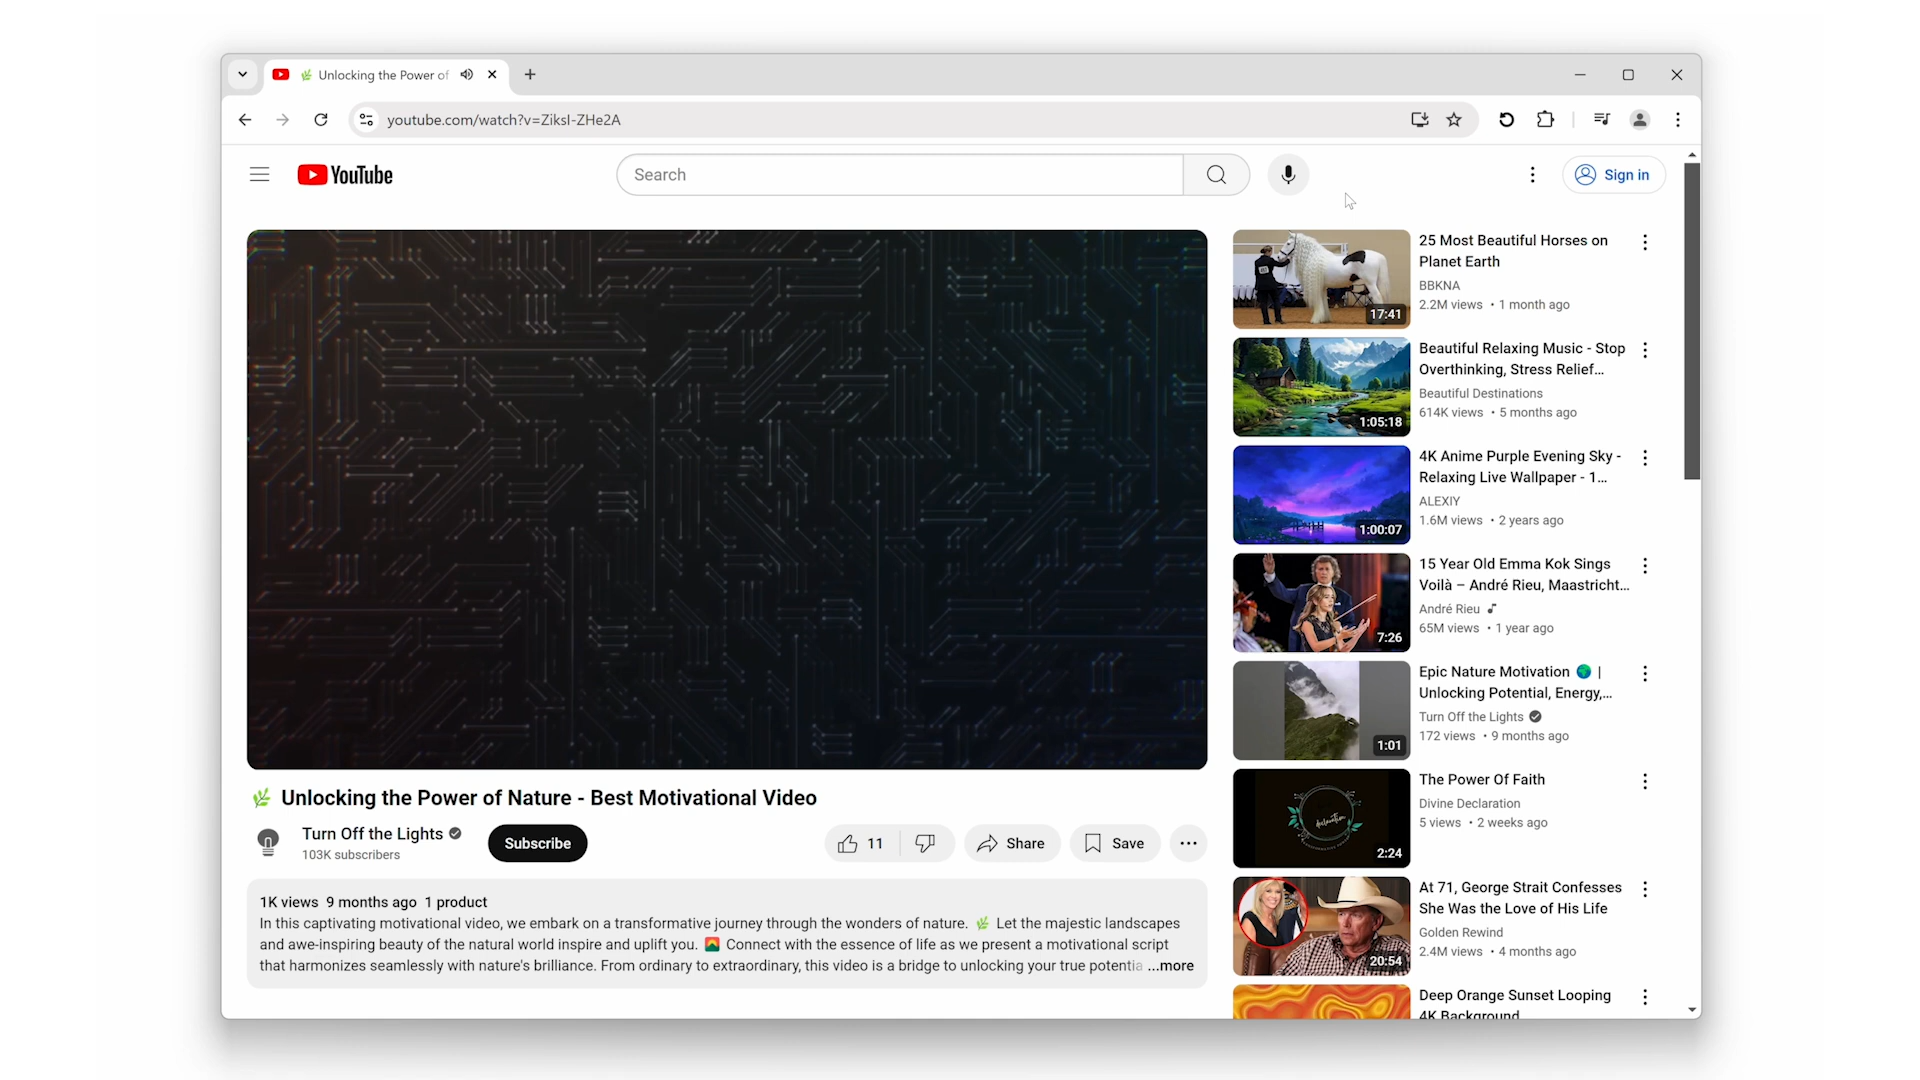 🌿 Unlocking the Power of
youtube.com/watch?v=ZiksI-ZHe2A
YouTube
Search
Sign in
🌿 Unlocking the Power of Nature - Best Motivational Video
Turn Off the Lights
103K subscribers
Subscribe
11
Share
Save
1K views 9 months ago 1 product
In this captivating motivational video, we embark on a transformative journey through the wonders of nature. 🌿 Let the majestic landscapes
and awe-inspiring beauty of the natural world inspire and uplift you. 🌄 Connect with the essence of life as we present a motivational script
that harmonizes seamlessly with nature's brilliance. From ordinary to extraordinary, this video is a bridge to unlocking your true potentia ...more
17:41
25 Most Beautiful Horses on
Planet Earth
BBKNA
2.2M views • 1 month ago
1:05:18
Beautiful Relaxing Music - Stop
Overthinking, Stress Relief...
Beautiful Destinations
614K views • 5 months ago
1:00:07
4K Anime Purple Evening Sky -
Relaxing Live Wallpaper - 1...
ALEXIY
1.6M views • 2 years ago
7:26
15 Year Old Emma Kok Sings
Voilà – André Rieu, Maastricht...
André Rieu
65M views • 1 year ago
1:01
Epic Nature Motivation 🌍 |
Unlocking Potential, Energy,...
Turn Off the Lights
172 views • 9 months ago
2:24
The Power Of Faith
Divine Declaration
5 views • 2 weeks ago
20:54
At 71, George Strait Confesses
She Was the Love of His Life
Golden Rewind
2.4M views • 4 months ago
Deep Orange Sunset Looping
4K Background